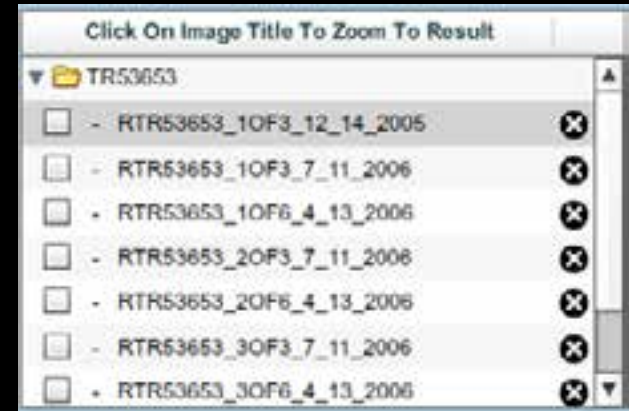 Click On Image Title To Zoom To Result
TR53653
- RTR53653_1OF3_12_14_2005
- RTR53653_1OF3_7_11_2006
- RTR53653_1OF6_4_13_2006
- RTR53653_2OF3_7_11_2006
- RTR53653_2OF6_4_13_2006
- RTR53653_3OF3_7_11_2006
- RTR53653_3OF6_4_13_2006